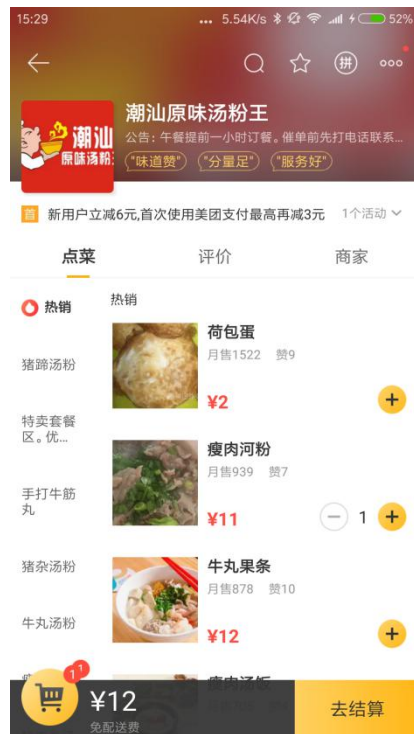 15:29
... 5.54K/s 52%
拼
潮汕
原味汤粉
潮汕原味汤粉王
公告：午餐提前一小时订餐。催单前先打电话联系...
"味道赞" "分量足" "服务好"
首 新用户立减6元,首次使用美团支付最高再减3元 1个活动
点菜 评价 商家
热销
猪蹄汤粉
特卖套餐
区。优...
手打牛筋
丸
猪杂汤粉
牛丸汤粉
热销
荷包蛋
月售1522 赞9
¥2
瘦肉河粉
月售939 赞7
¥11
1
牛丸果条
月售878 赞10
¥12
瘦肉汤饭
1
¥12
免配送费
去结算